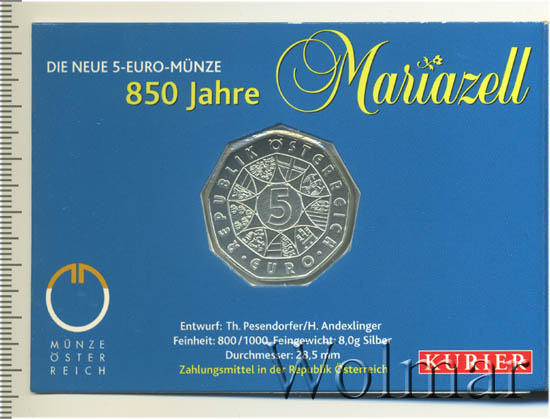 DIE NEUE 5-EURO-MÜNZE
850 Jahre Mariazell
REPUBLIK ÖSTERREICH
5
EURO
MÜNZE
ÖSTER
REICH
Entwurf: Th. Pesendorfer/H. Andexlinger
Feinheit: 800/1000, Feingewicht: 8,0g Silber
Durchmesser: 28,5 mm
Zahlungsmittel in der Republik Österreich
KURIER
Wolmar